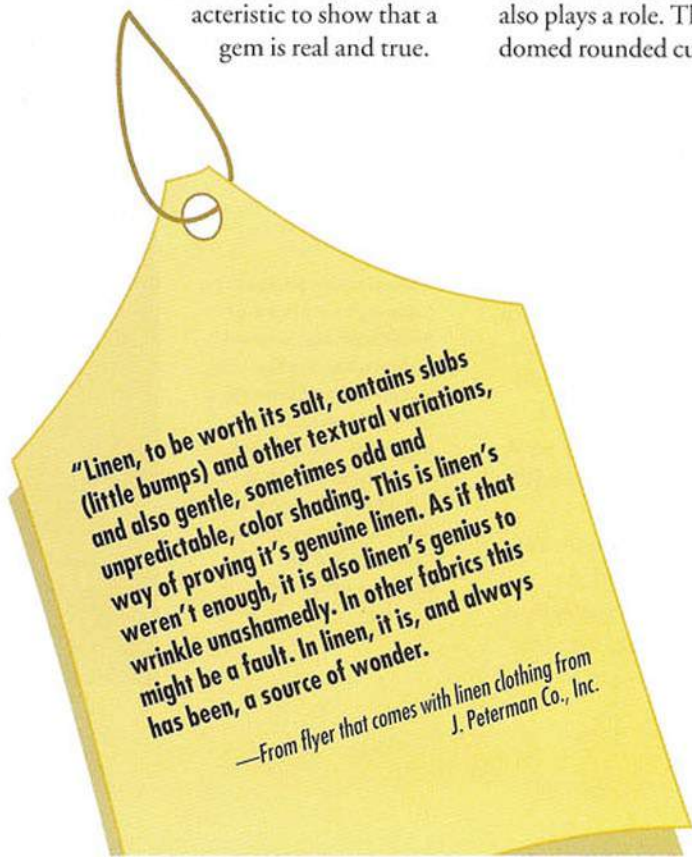 acteristic to show that a
gem is real and true.
also plays a role. Th
domed rounded cu
"Linen, to be worth its salt, contains slubs
(little bumps) and other textural variations,
and also gentle, sometimes odd and
unpredictable, color shading. This is linen's
way of proving it's genuine linen. As if that
weren't enough, it is also linen's genius to
wrinkle unashamedly. In other fabrics this
might be a fault. In linen, it is, and always
has been, a source of wonder.
—From flyer that comes with linen clothing from
J. Peterman Co., Inc.